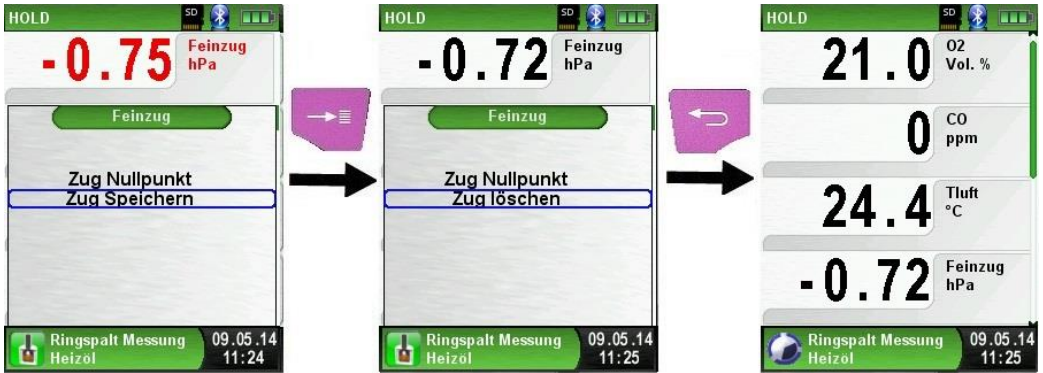 HOLD
SD
-0.75
Feinzug
hPa
Feinzug
Zug Nullpunkt
Zug Speichern
Ringspalt Messung
Heizöl
09.05.14
11:24
HOLD
SD
-0.72
Feinzug
hPa
Feinzug
Zug Nullpunkt
Zug löschen
Ringspalt Messung
Heizöl
09.05.14
11:25
HOLD
SD
21.0
O2
Vol. %
0
CO
ppm
24.4
Tluft
°C
-0.72
Feinzug
hPa
Ringspalt Messung
Heizöl
09.05.14
11:25